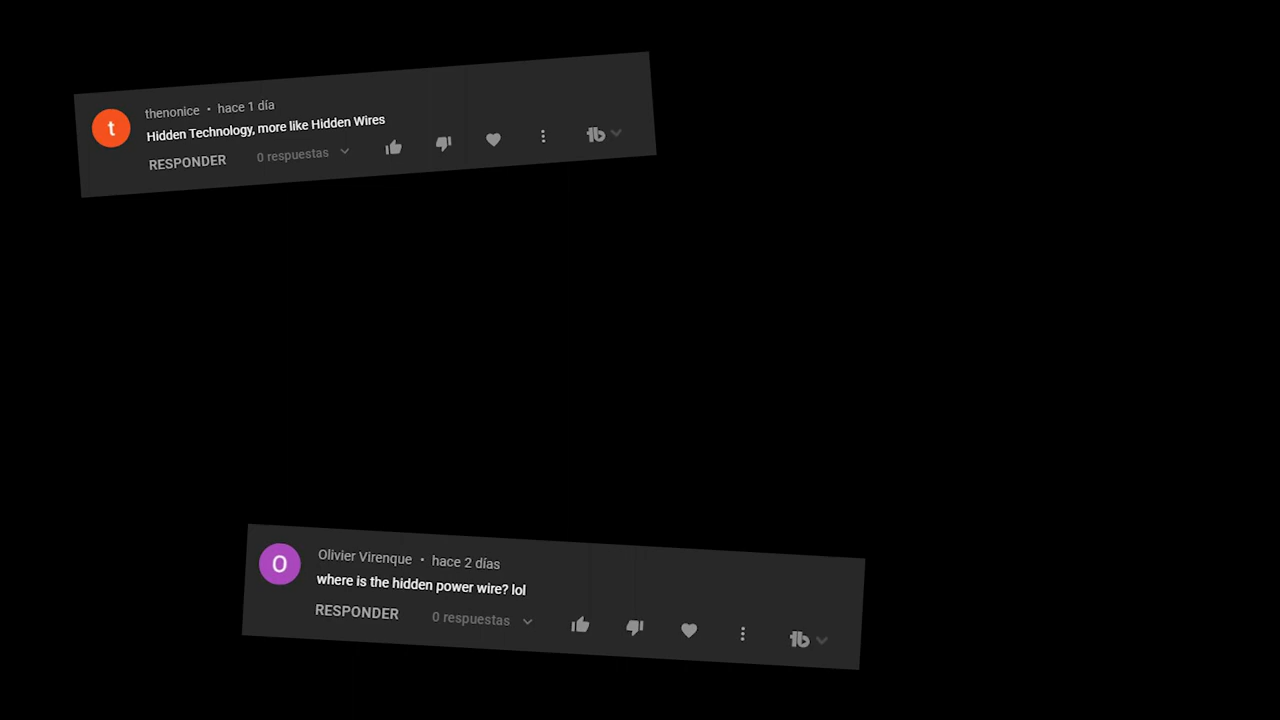 t
thenonice • hace 1 día
Hidden Technology, more like Hidden Wires
RESPONDER 0 respuestas
O
Olivier Virenque • hace 2 días
where is the hidden power wire? lol
RESPONDER 0 respuestas